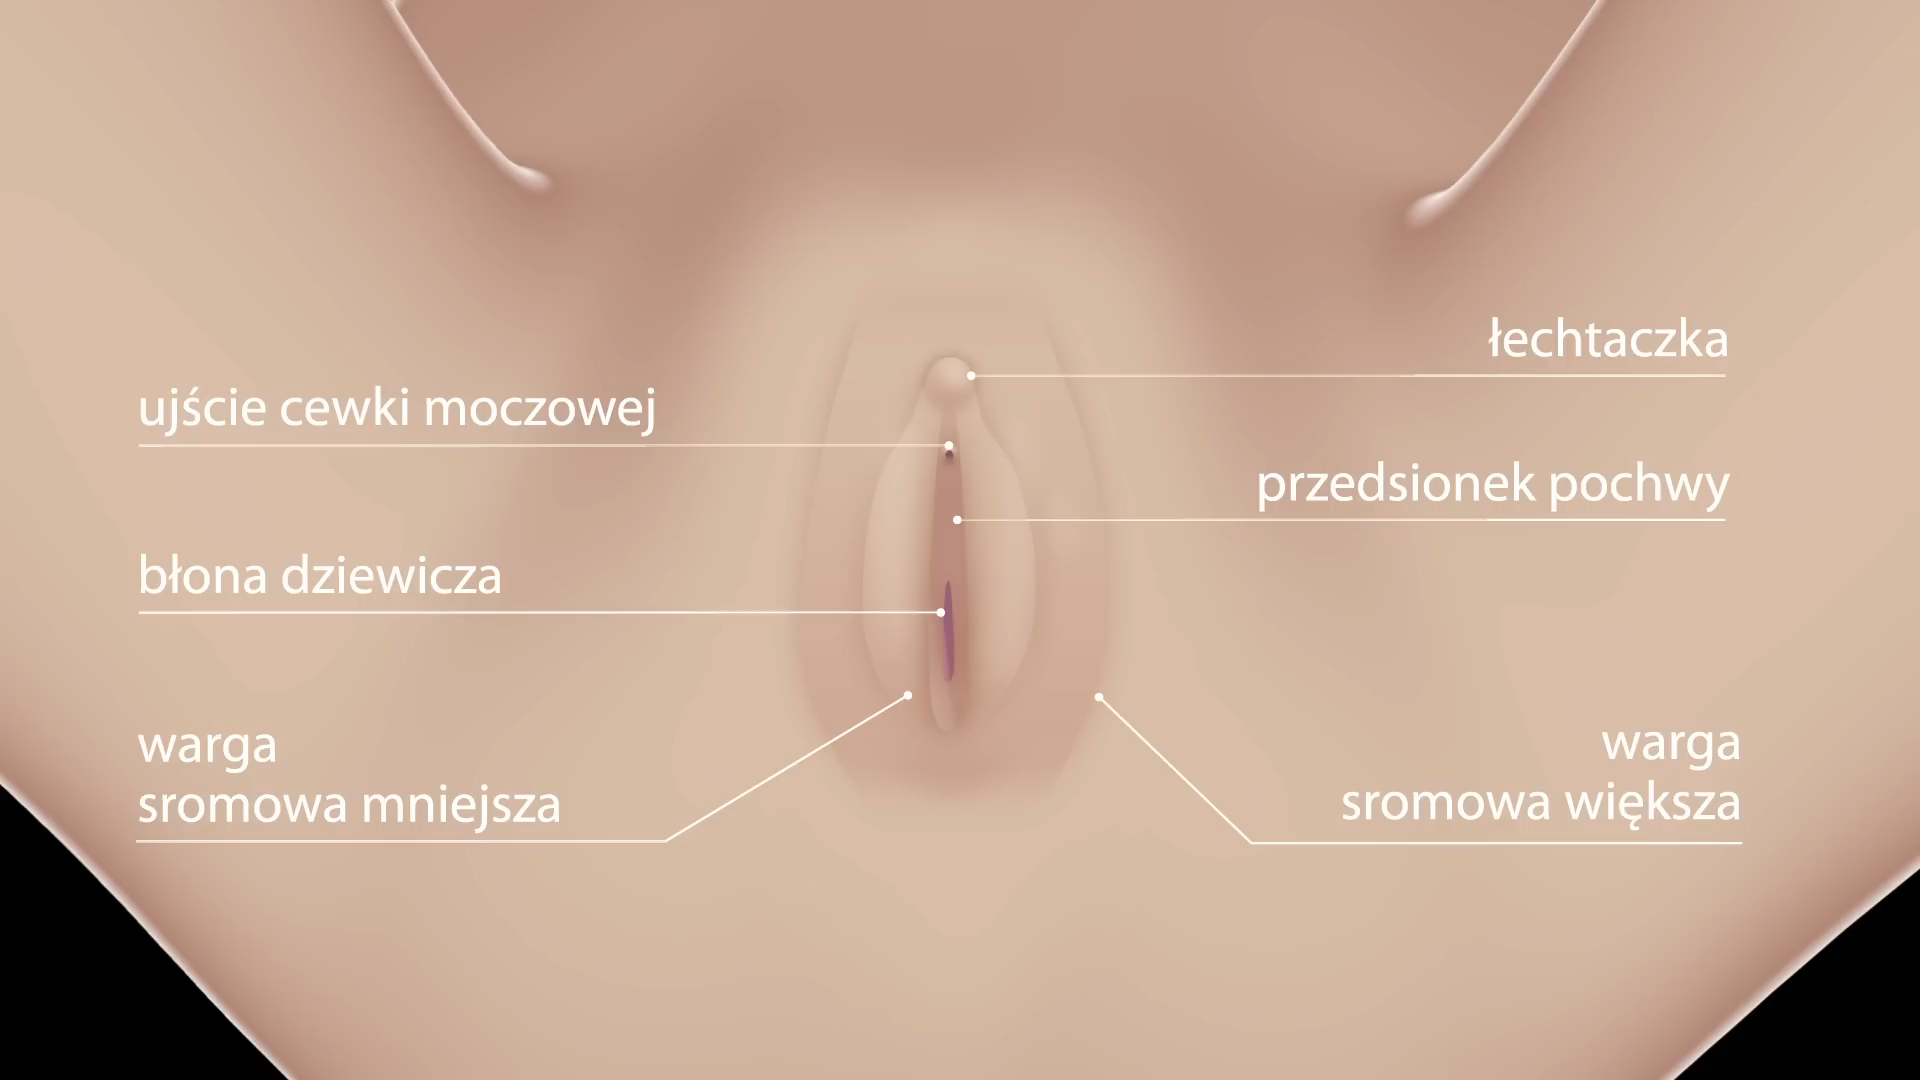 łechtaczka
ujście cewki moczowej
przedsionek pochwy
błona dziewicza
warga
sromowa mniejsza
warga
sromowa większa